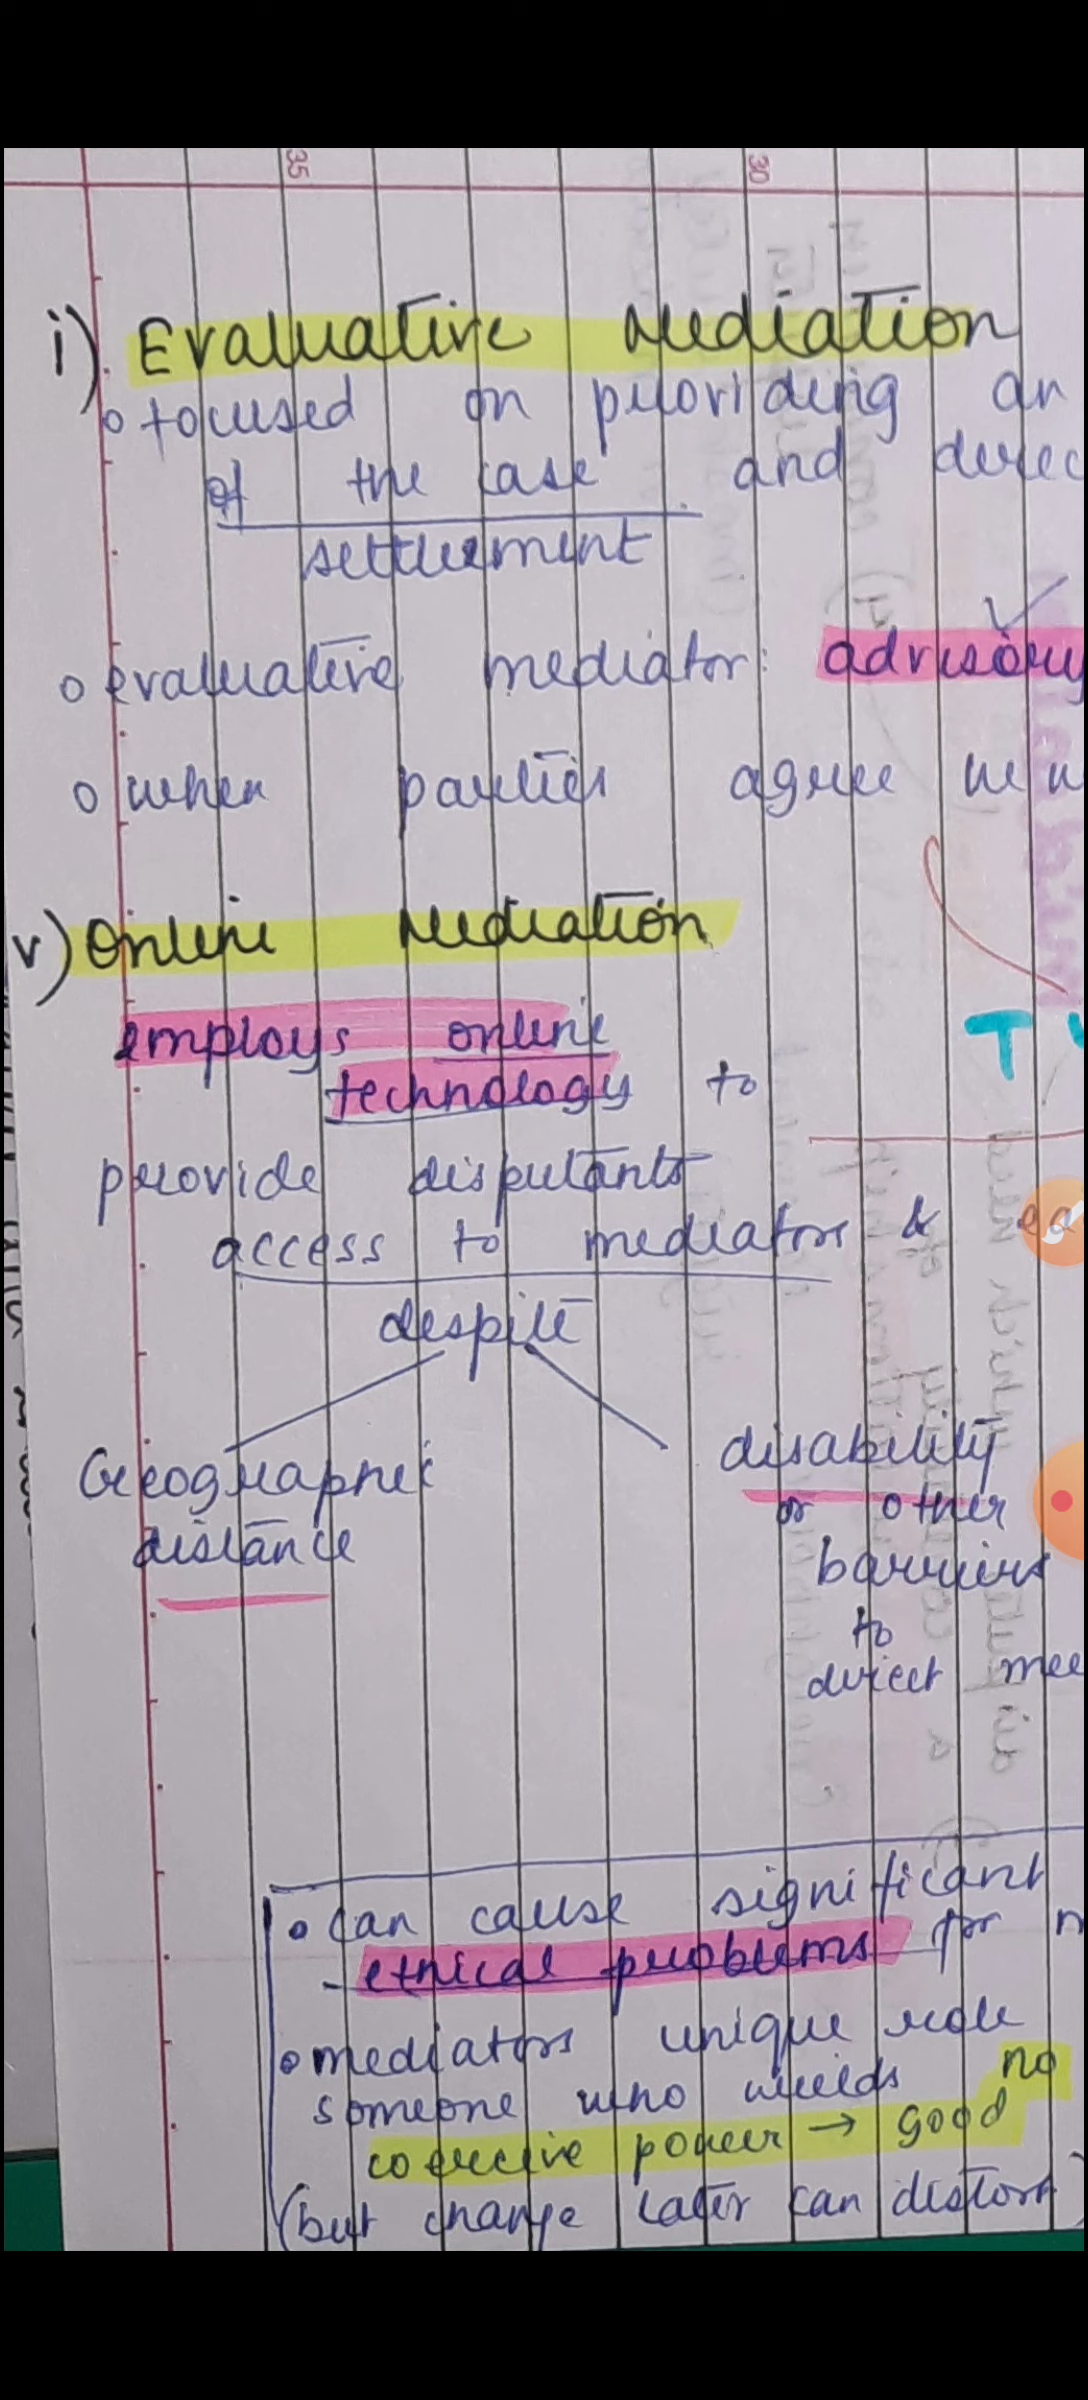 35
30
i) Evaluative Mediation
o focused on providing an
of the case and direc
settlement
o evaluative mediator: advisory
o when parties agree
v) Online Mediation
employs online
technology to
provide disputants
access to mediators &
despite
Geographic
distance
disability
or other
barriers
to
direct mee
o can cause significant
- ethical problems for
o mediators unique role
someone who wields no
coercive power → good
(but change later can distort)